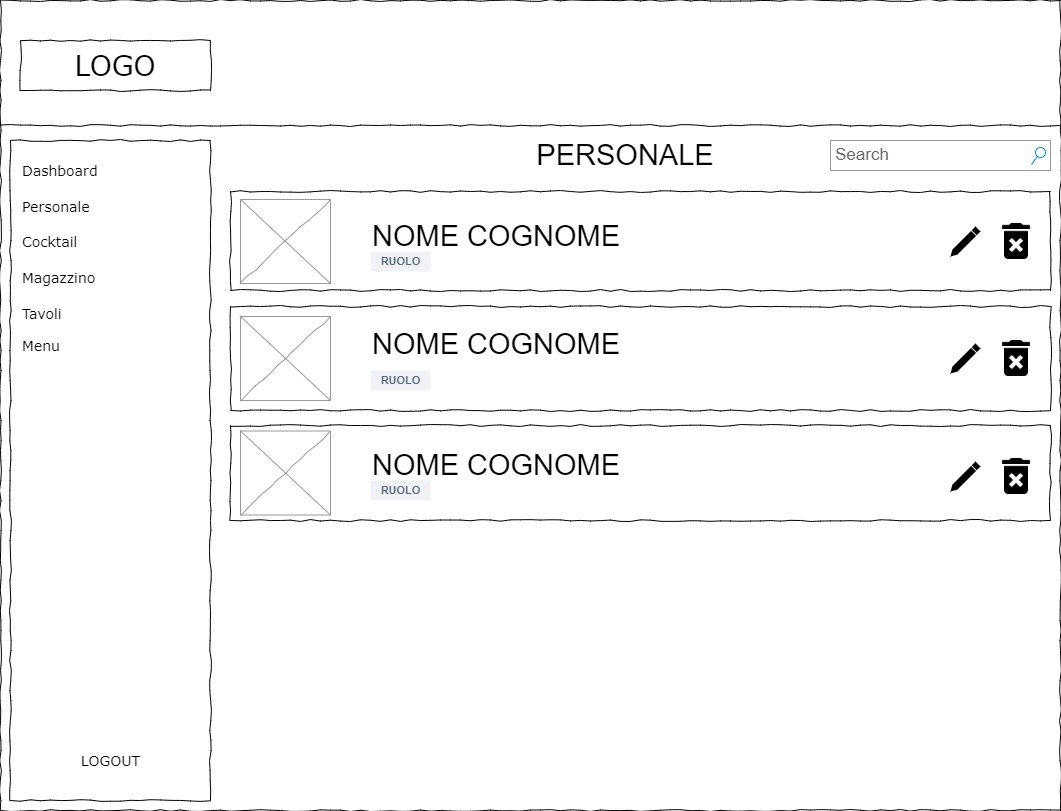 LOGO
Dashboard
Personale
Cocktail
Magazzino
Tavoli
Menu
LOGOUT
PERSONALE
Search
NOME COGNOME
RUOLO
NOME COGNOME
RUOLO
NOME COGNOME
RUOLO